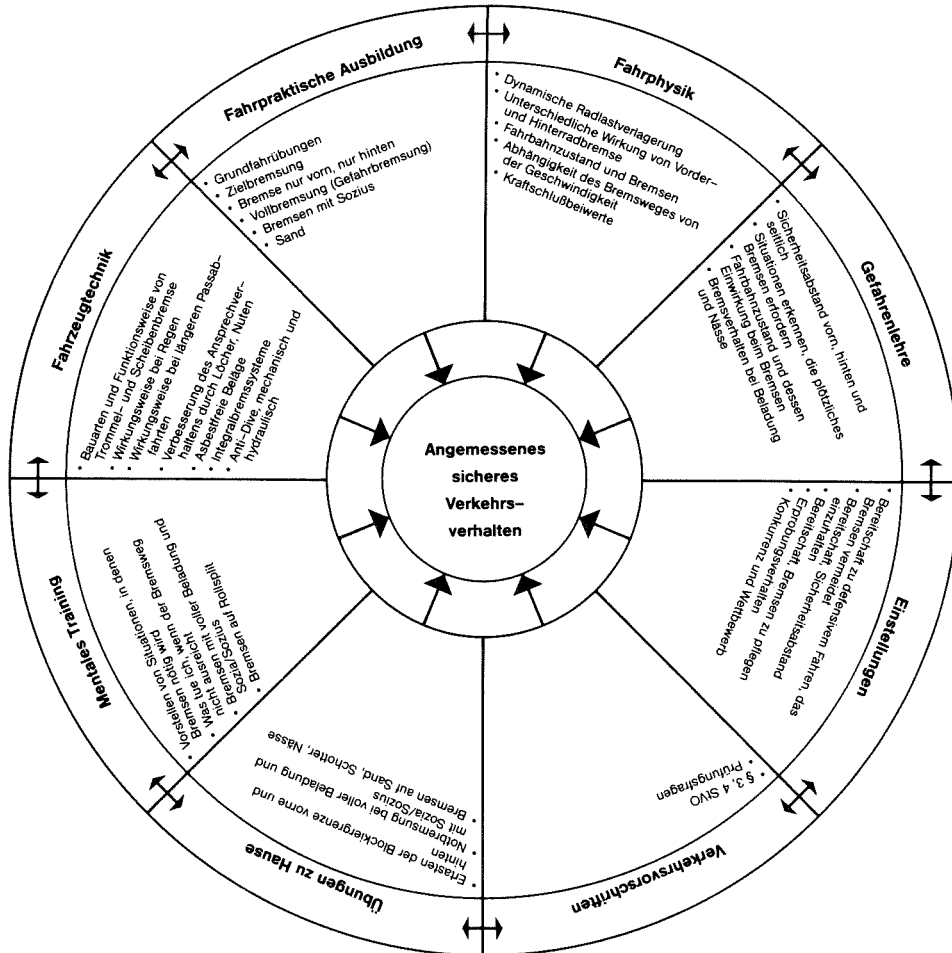 Fahrpraktische Ausbildung
• Grundfahrübungen
• Zielbremsung
• Bremse nur vorn, nur hinten
• Vollbremsung (Gefahrbremsung)
• Bremsen mit Sozius
• Sand
Fahrphysik
• Dynamische Radlastverlagerung
• Unterschiedliche Wirkung von Vorder–
und Hinterradbremse
• Fahrbahnzustand und Bremsen
• Abhängigkeit des Bremsweges von
der Geschwindigkeit
• Kraftschlußbeiwerte
Gefahrenlehre
• Sicherheitsabstand vorn, hinten und
seitlich
• Situationen erkennen, die plötzliches
Bremsen erfordern
• Fahrbahnzustand und dessen
Einwirkung beim Bremsen
• Bremsverhalten bei Beladung
und Nässe
Einstellungen
• Bereitschaft zu defensivem Fahren, das
Bremsen vermeidet
• Bereitschaft, Sicherheitsabstand
einzuhalten
• Bereitschaft, Bremsen zu pflegen
• Erprobungsverhalten
• Konkurrenz und Wettbewerb
Verkehrsvorschriften
• § 3, 4 StVO
• Prüfungsfragen
Übungen zu Hause
• Ertasten der Blockiergrenze vorne und
hinten
• Notbremsung bei voller Beladung und
mit Sozia/Sozius
• Bremsen auf Sand, Schotter, Nässe
Mentales Training
• Vorstellen von Situationen, in denen
Bremsen nötig wird
• Was tue ich, wenn der Bremsweg
nicht ausreicht
• Bremsen mit voller Beladung und
Sozia/Sozius
• Bremsen auf Rollsplit
Fahrzeugtechnik
• Bauarten und Funktionsweise von
Trommel– und Scheibenbremse
• Wirkungsweise bei Regen
• Wirkungsweise bei längeren Passab–
fahrten
• Verbesserung des Ansprechver–
haltens durch Löcher, Nuten
• Asbestfreie Beläge
• Integralbremssysteme
• Anti–Dive, mechanisch und
hydraulisch
Angemessenes
sicheres
Verkehrs–
verhalten